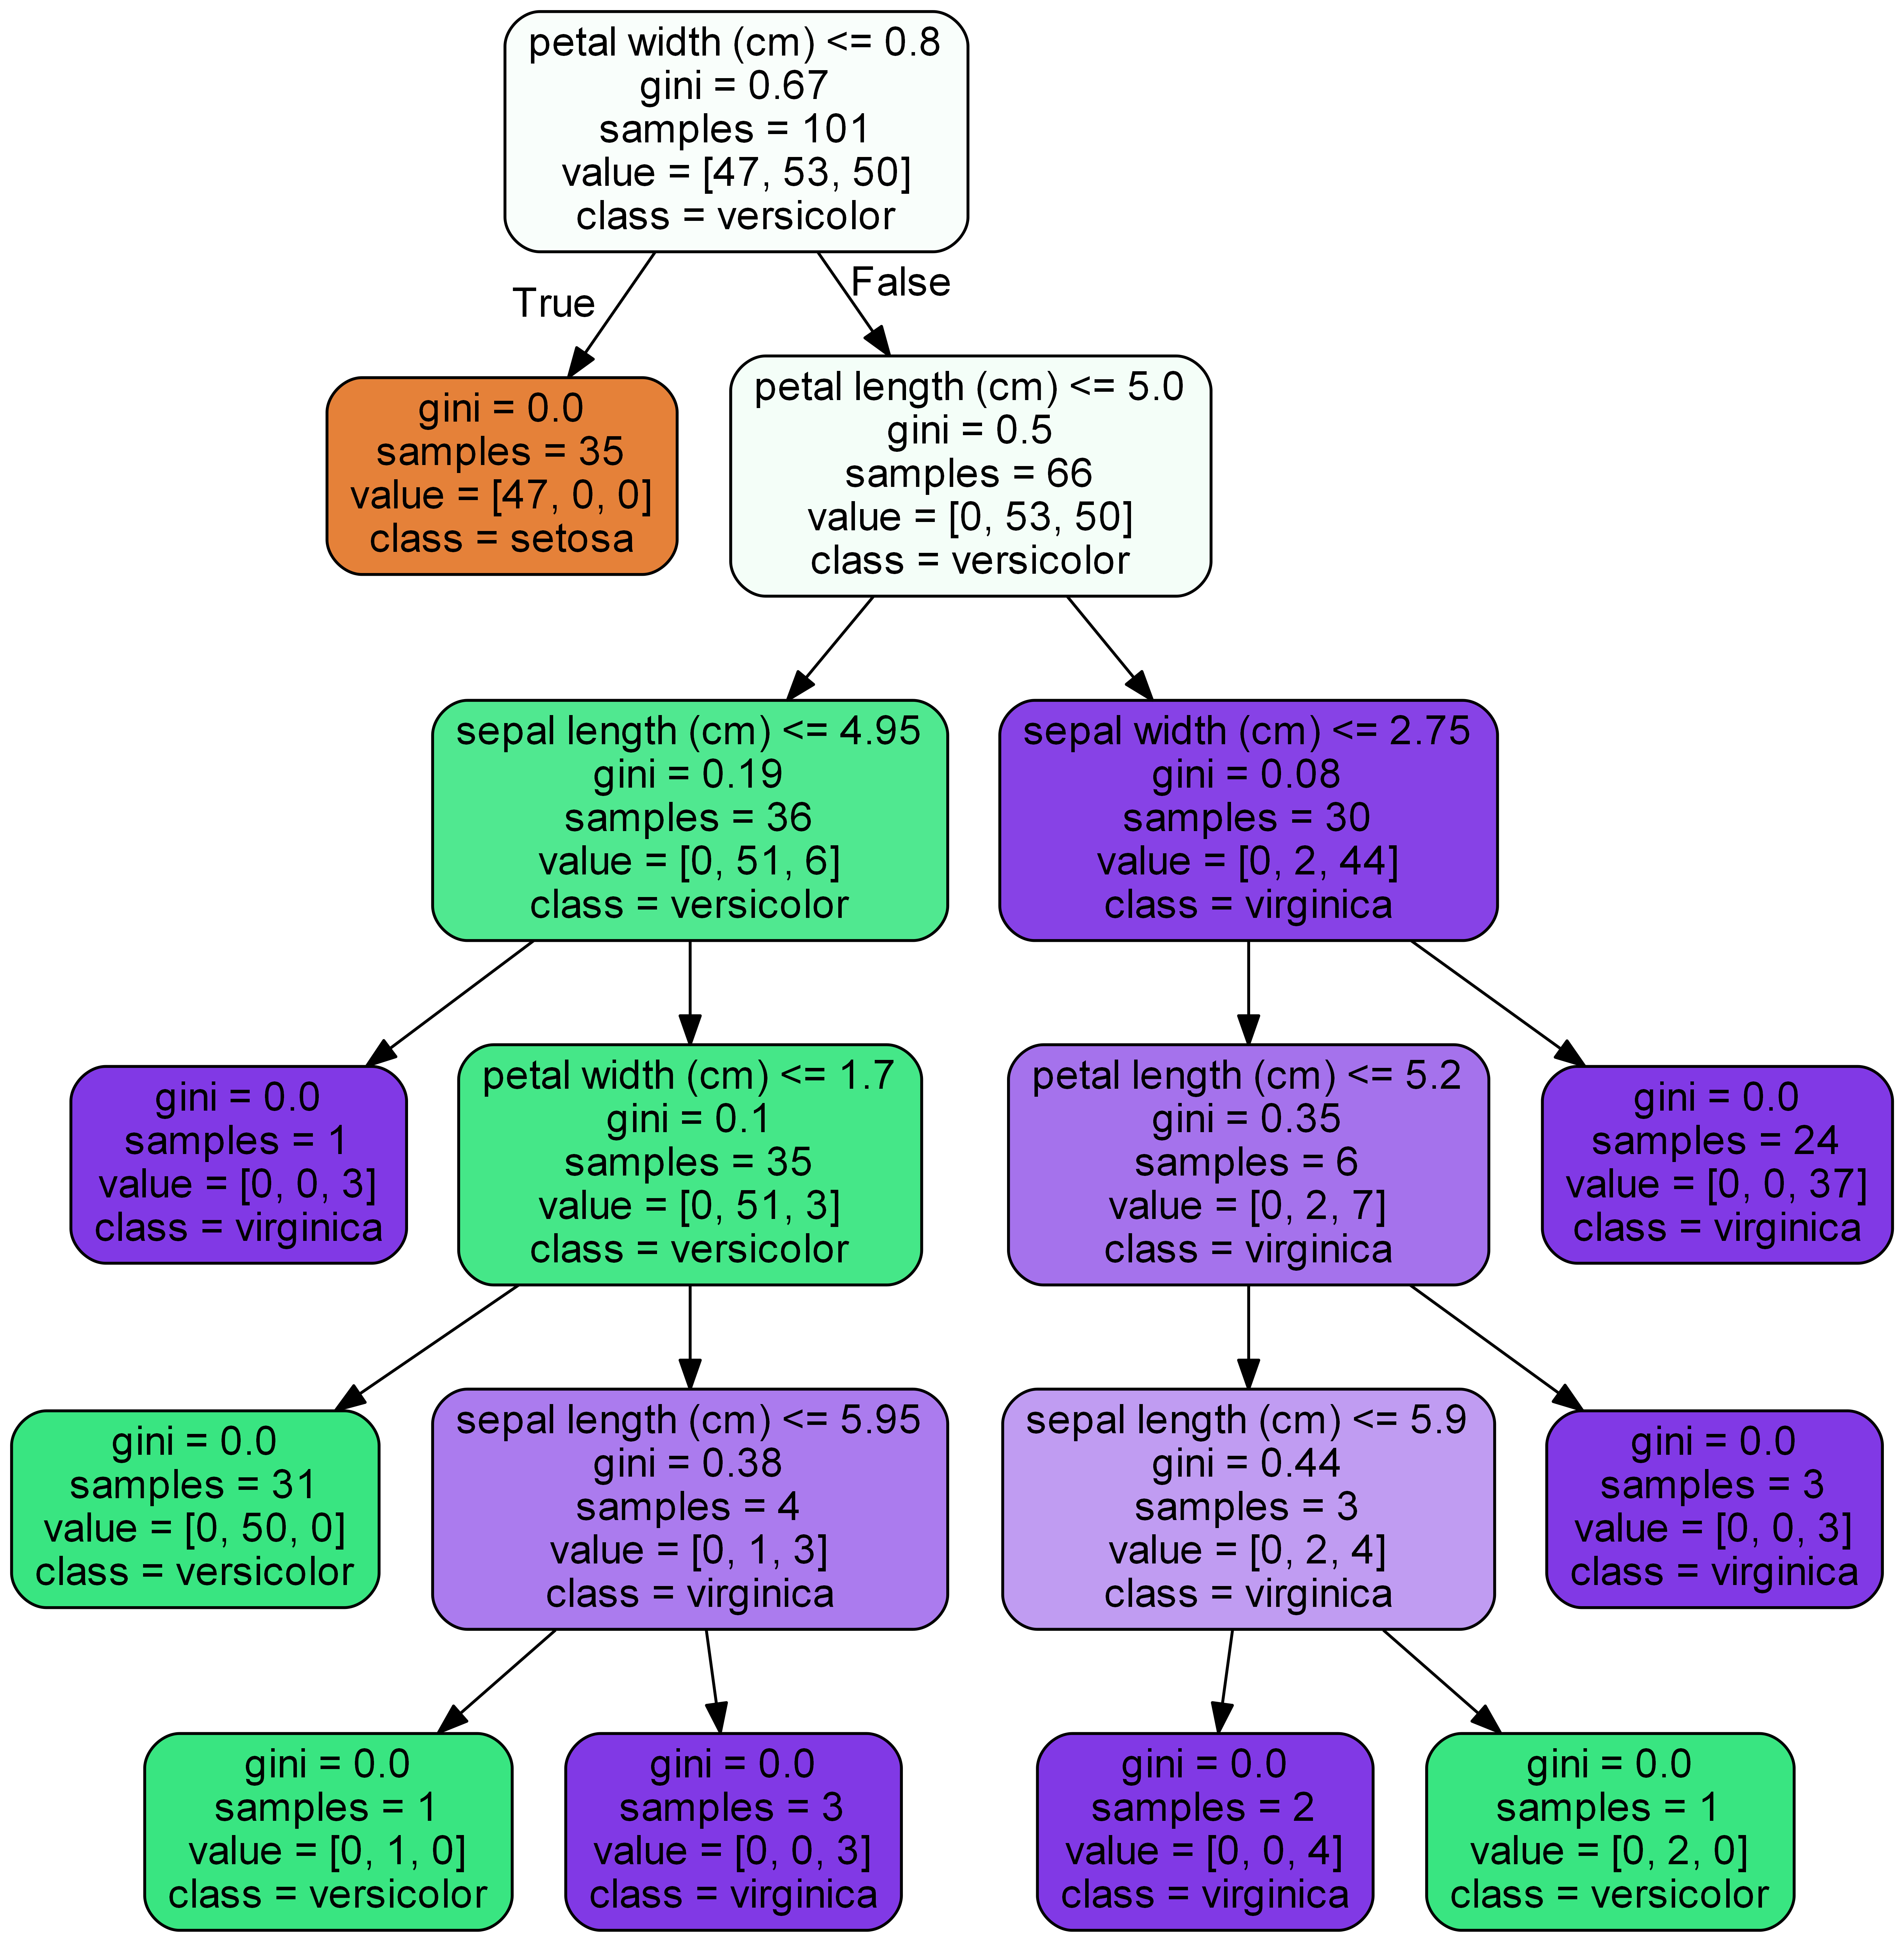 petal width (cm) <= 0.8
gini = 0.67
samples = 101
value = [47, 53, 50]
class = versicolor
True
False
gini = 0.0
samples = 35
value = [47, 0, 0]
class = setosa
petal length (cm) <= 5.0
gini = 0.5
samples = 66
value = [0, 53, 50]
class = versicolor
sepal length (cm) <= 4.95
gini = 0.19
samples = 36
value = [0, 51, 6]
class = versicolor
sepal width (cm) <= 2.75
gini = 0.08
samples = 30
value = [0, 2, 44]
class = virginica
gini = 0.0
samples = 1
value = [0, 0, 3]
class = virginica
petal width (cm) <= 1.7
gini = 0.1
samples = 35
value = [0, 51, 3]
class = versicolor
petal length (cm) <= 5.2
gini = 0.35
samples = 6
value = [0, 2, 7]
class = virginica
gini = 0.0
samples = 24
value = [0, 0, 37]
class = virginica
gini = 0.0
samples = 31
value = [0, 50, 0]
class = versicolor
sepal length (cm) <= 5.95
gini = 0.38
samples = 4
value = [0, 1, 3]
class = virginica
sepal length (cm) <= 5.9
gini = 0.44
samples = 3
value = [0, 2, 4]
class = virginica
gini = 0.0
samples = 3
value = [0, 0, 3]
class = virginica
gini = 0.0
samples = 1
value = [0, 1, 0]
class = versicolor
gini = 0.0
samples = 3
value = [0, 0, 3]
class = virginica
gini = 0.0
samples = 2
value = [0, 0, 4]
class = virginica
gini = 0.0
samples = 1
value = [0, 2, 0]
class = versicolor